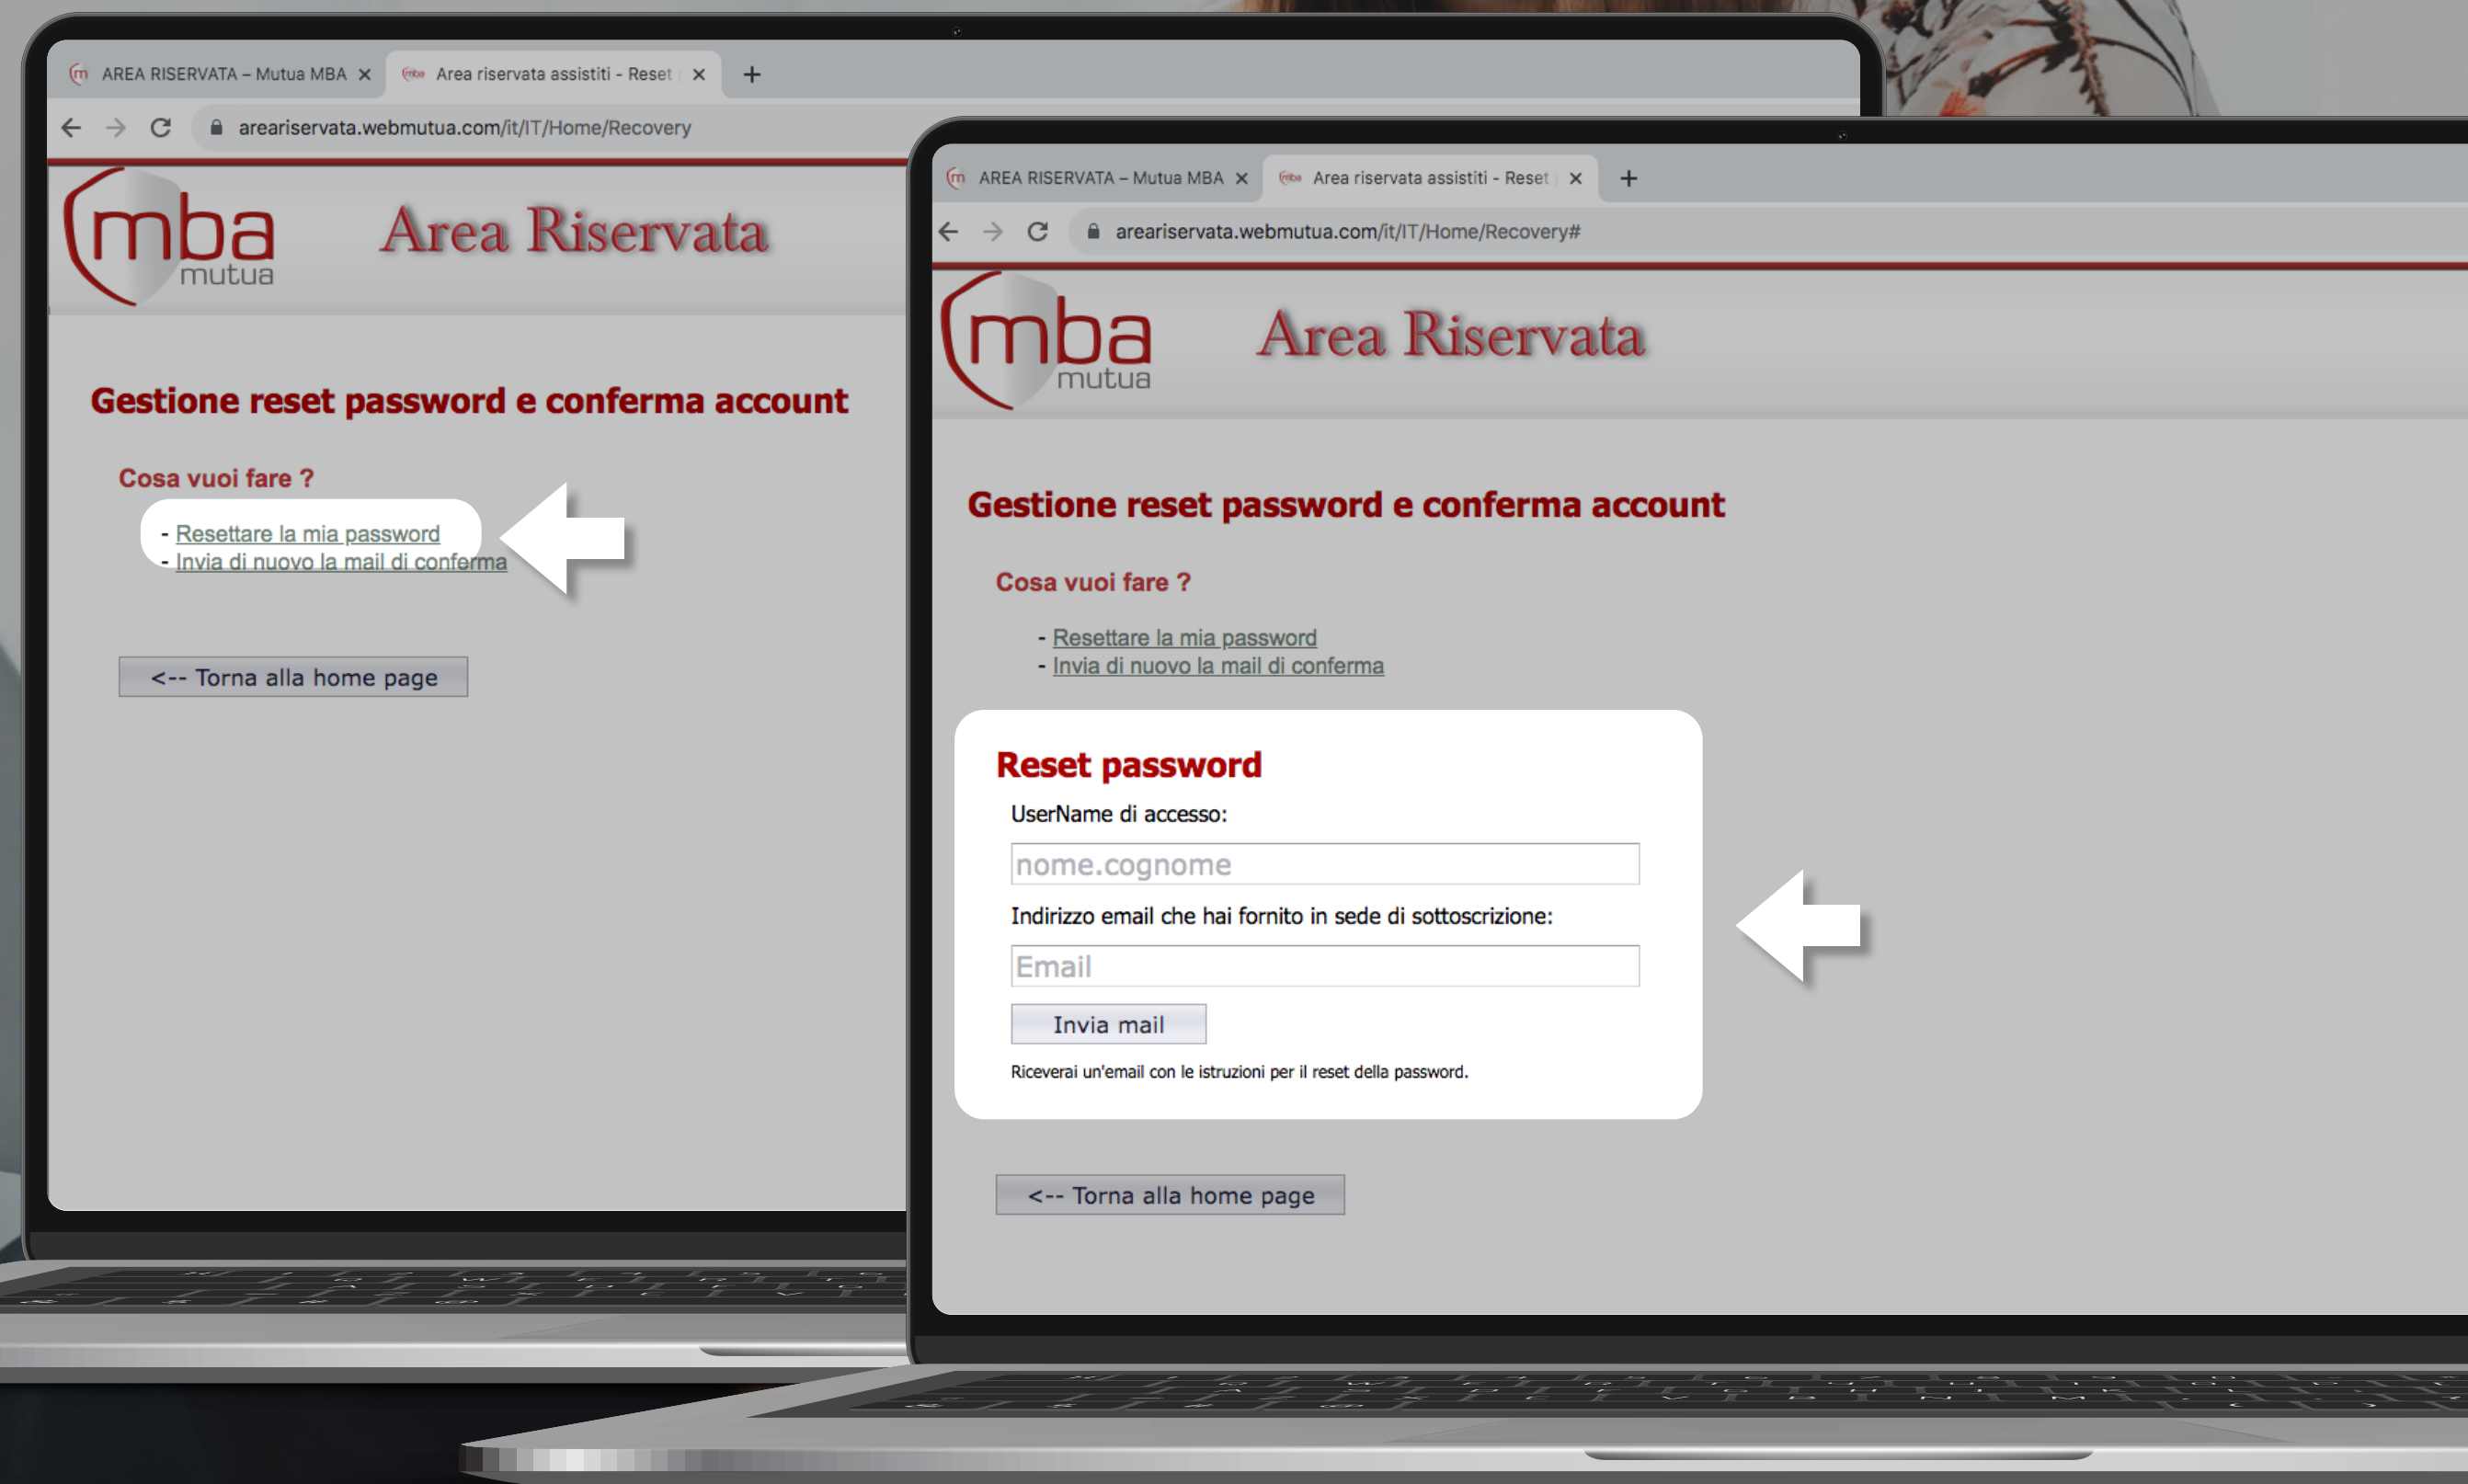 AREA RISERVATA – Mutua MBA
Area riservata assistiti - Reset
areariservata.webmutua.com/it/IT/Home/Recovery
mba
mutua
Area Riservata
Gestione reset password e conferma account
Cosa vuoi fare ?
- Resettare la mia password
- Invia di nuovo la mail di conferma
<-- Torna alla home page
AREA RISERVATA – Mutua MBA
Area riservata assistiti - Reset
areariservata.webmutua.com/it/IT/Home/Recovery#
mba
mutua
Area Riservata
Gestione reset password e conferma account
Cosa vuoi fare ?
- Resettare la mia password
- Invia di nuovo la mail di conferma
Reset password
UserName di accesso:
nome.cognome
Indirizzo email che hai fornito in sede di sottoscrizione:
Email
Invia mail
Riceverai un'email con le istruzioni per il reset della password.
<-- Torna alla home page